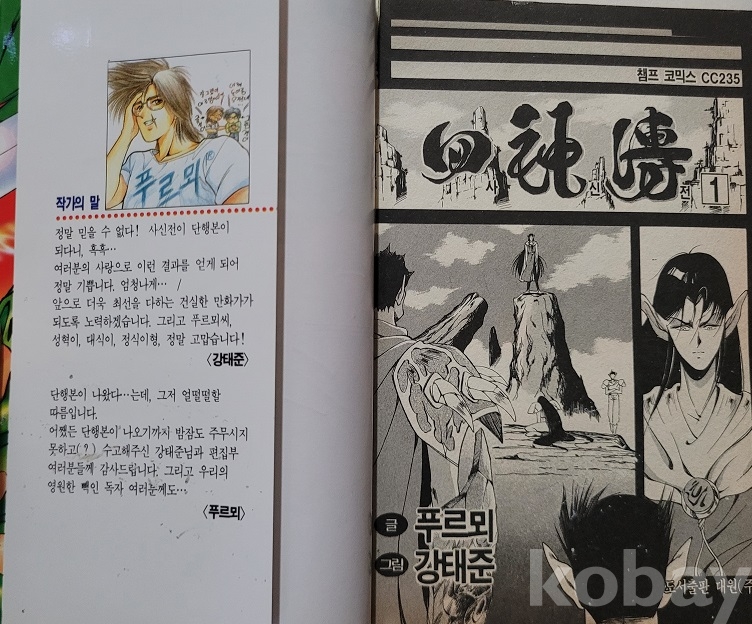 푸르뫼
작가의 말
정말 믿을 수 없다! 사신전이 단행본이
되다니, 흑흑…
여러분의 사랑으로 이런 결과를 얻게 되어
정말 기쁩니다. 엄청나게… /
앞으로 더욱 최선을 다하는 건실한 만화가가
되도록 노력하겠습니다. 그리고 푸르뫼씨,
성혁이, 대식이, 정식이형, 정말 고맙습니다!
〈강태준〉
단행본이 나왔다…는데, 그저 얼떨떨할
따름입니다.
어쨌든 단행본이 나오기까지 밤잠도 주무시지
못하고(?) 수고해주신 강태준님과 편집부
여러분들께 감사드립니다. 그리고 우리의
영원한 빽인 독자 여러분께도…
〈푸르뫼〉
챔프 코믹스 CC235
四神傳
사 신 전 1
글 푸르뫼
그림 강태준
도서출판 대원(주
kobay